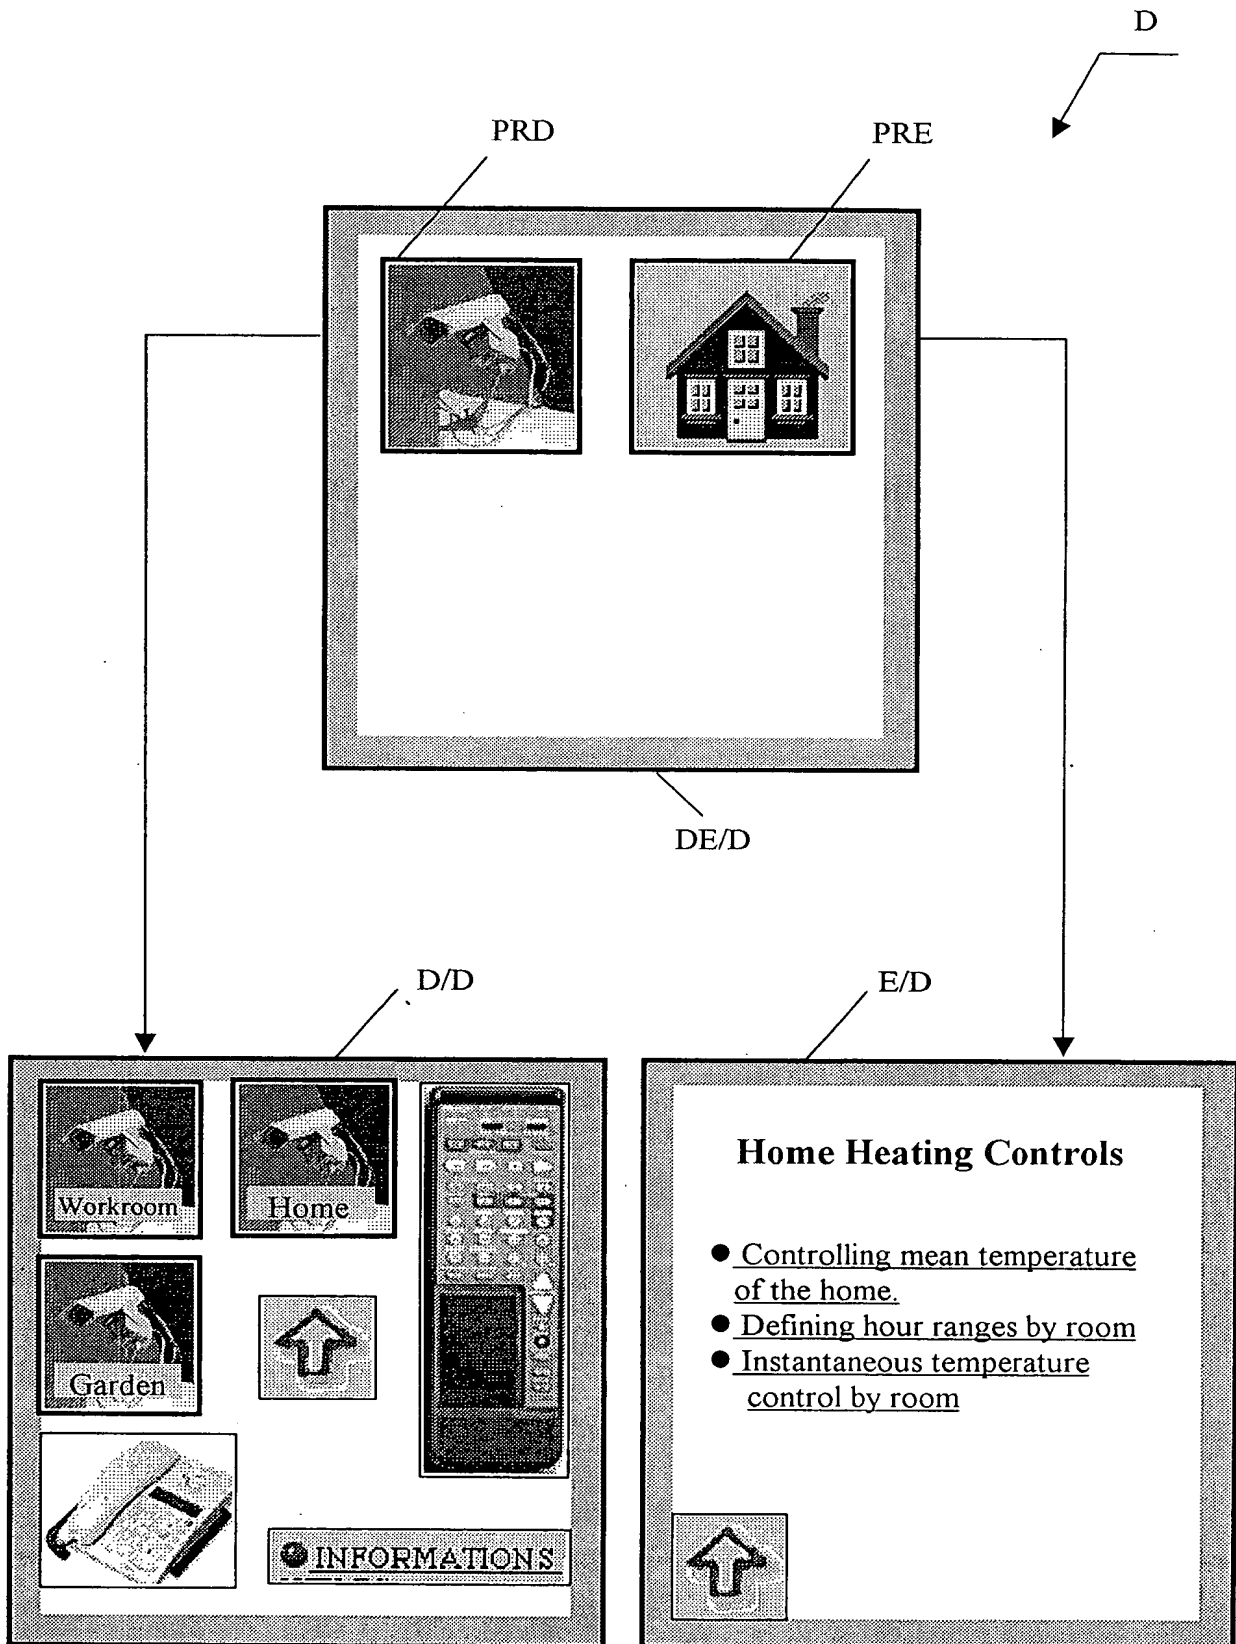 D
PRD
PRE
DE/D
D/D
E/D
Workroom
Home
Garden
INFORMATIONS
Home Heating Controls
● Controlling mean temperature
of the home.
● Defining hour ranges by room
● Instantaneous temperature
control by room